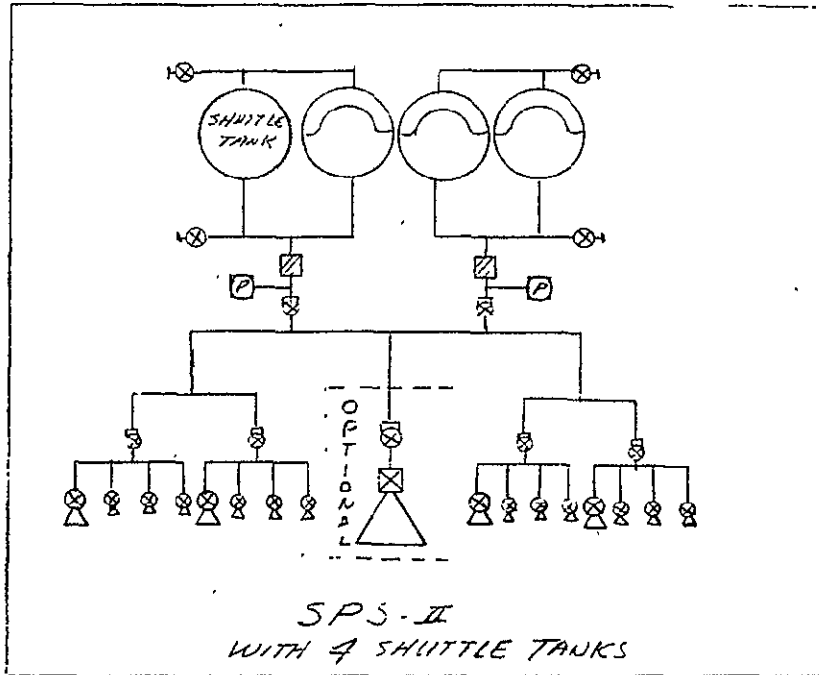 SHUTTLE
TANK
P
P
OPTIONAL
SPS-II
WITH 4 SHUTTLE TANKS